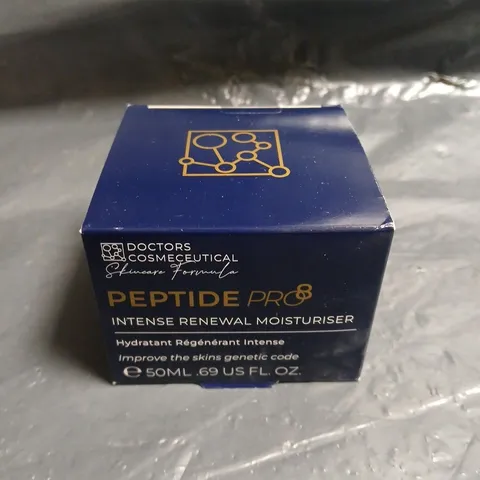 DOCTORS
COSMECEUTICAL
Skincare Formula
PEPTIDE PRO8
INTENSE RENEWAL MOISTURISER
Hydratant Régénérant Intense
Improve the skins genetic code
℮ 50ML .69 US FL. OZ.